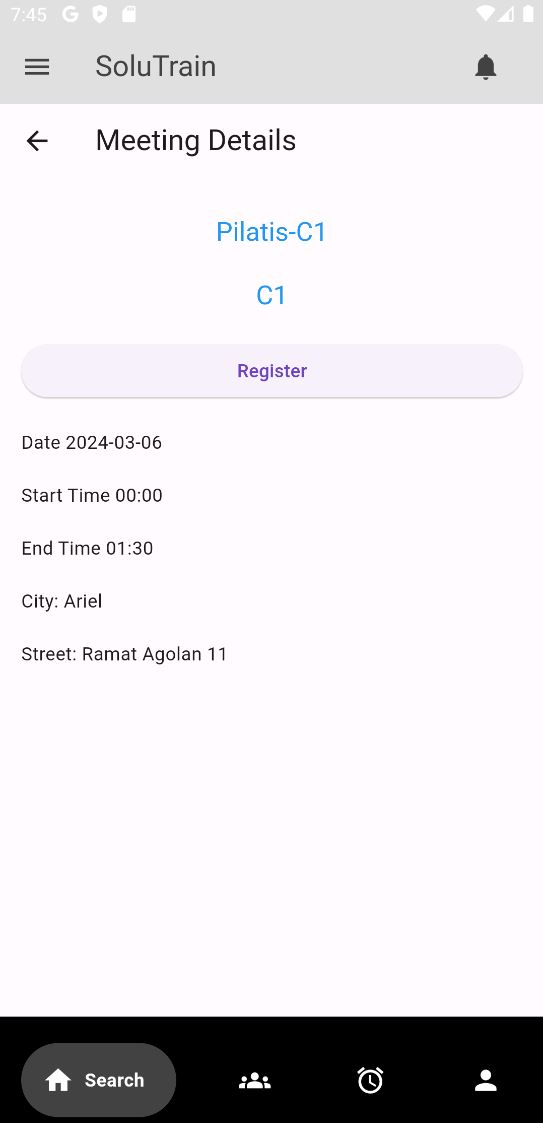 7:45
SoluTrain
Meeting Details
Pilatis-C1
C1
Register
Date 2024-03-06
Start Time 00:00
End Time 01:30
City: Ariel
Street: Ramat Agolan 11
Search